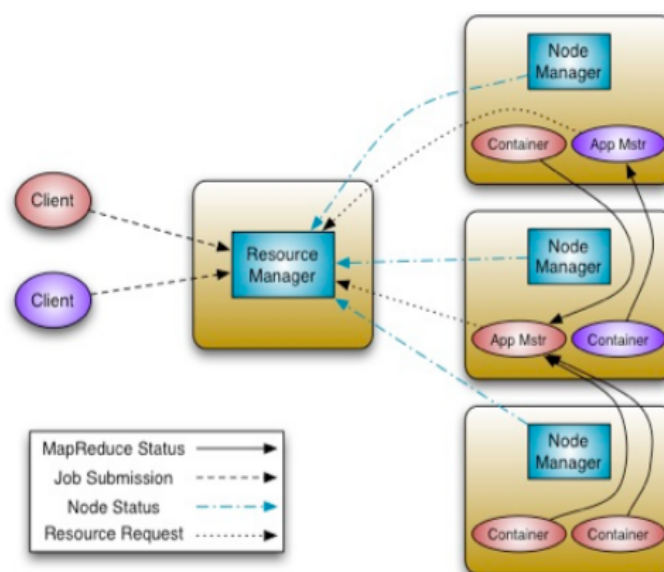 Node
Manager
Container
App Mstr
Client
Client
Resource
Manager
Node
Manager
App Mstr
Container
Node
Manager
Container
Container
MapReduce Status
Job Submission
Node Status
Resource Request